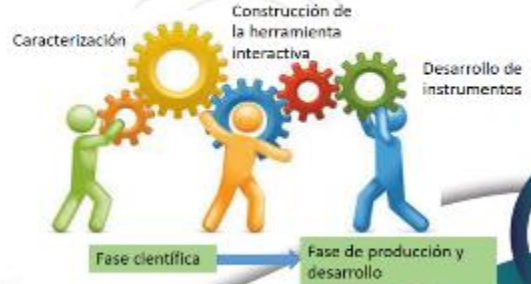 Construcción de
la herramienta
interactiva
Caracterización
Desarrollo de
instrumentos
Fase científica
Fase de producción y
desarrollo